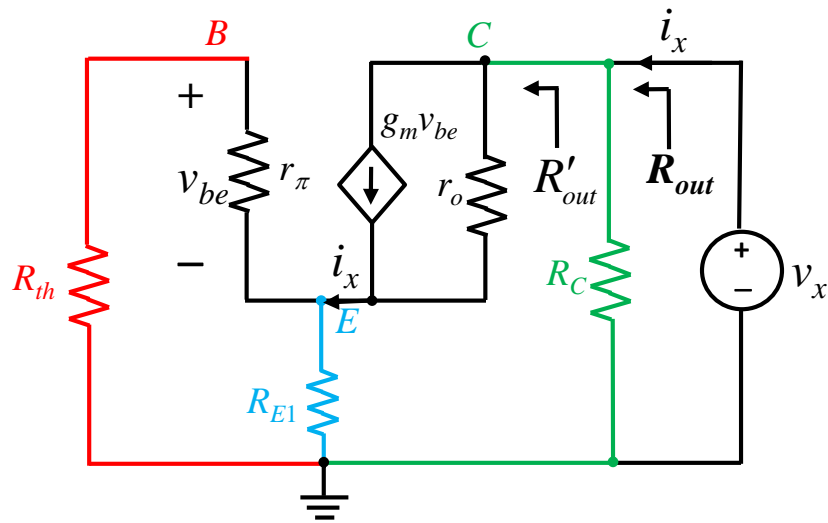 B
C
i_x
+
g_m v_be
v_be
r_π
r_o
R'_out
R_out
−
i_x
R_th
R_C
+
−
v_x
E
R_E1